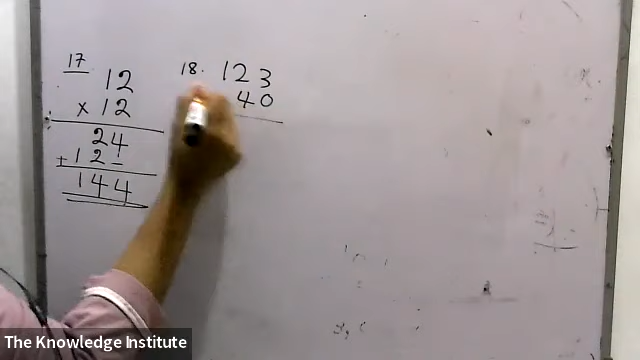 17
12
x 12
24
+ 12 _
144
18.
123
40
The Knowledge Institute